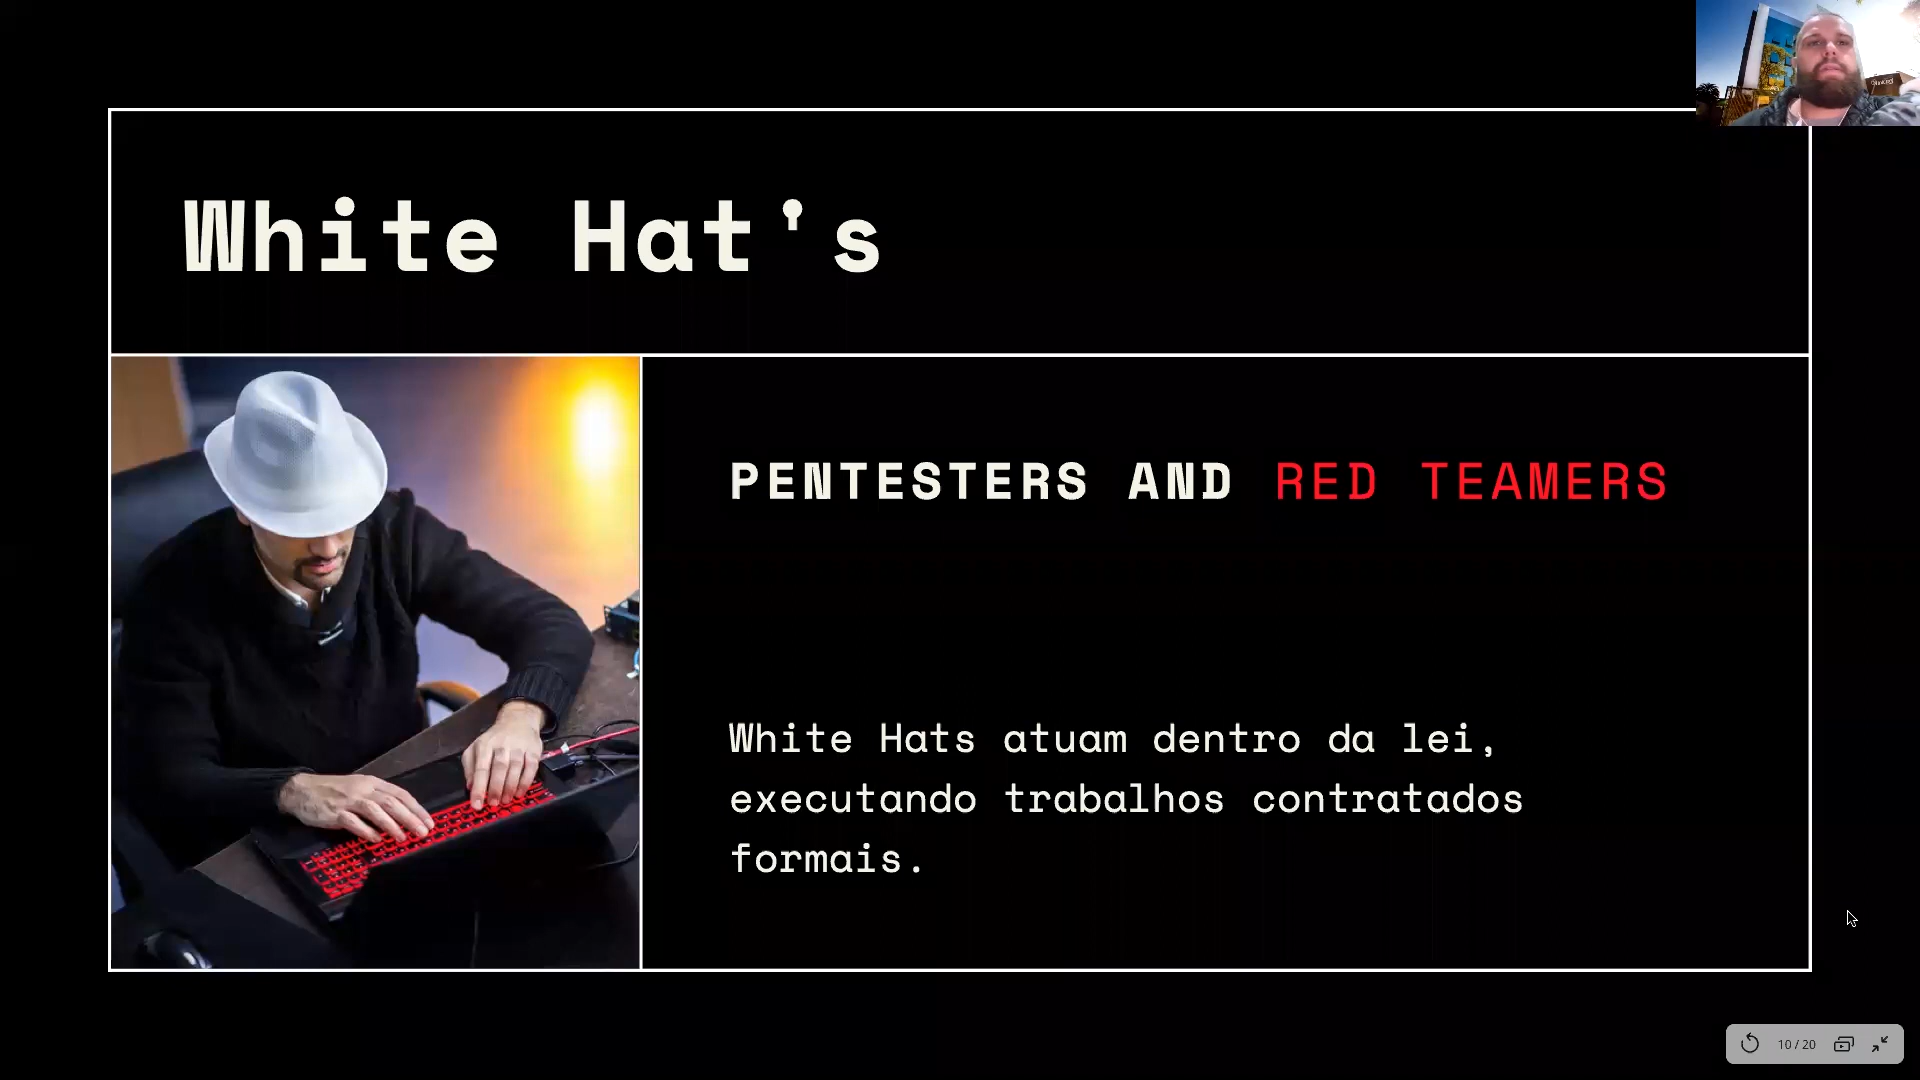 White Hat's
PENTESTERS AND RED TEAMERS
White Hats atuam dentro da lei,
executando trabalhos contratados
formais.
10 / 20